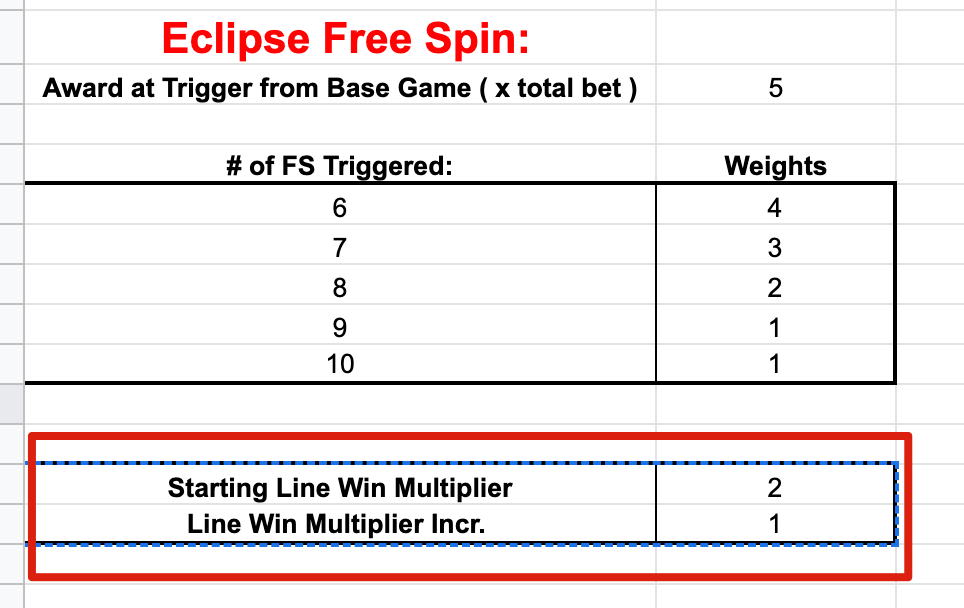 Eclipse Free Spin:
Award at Trigger from Base Game ( x total bet ) 5
# of FS Triggered: Weights
6 4
7 3
8 2
9 1
10 1
Starting Line Win Multiplier 2
Line Win Multiplier Incr. 1